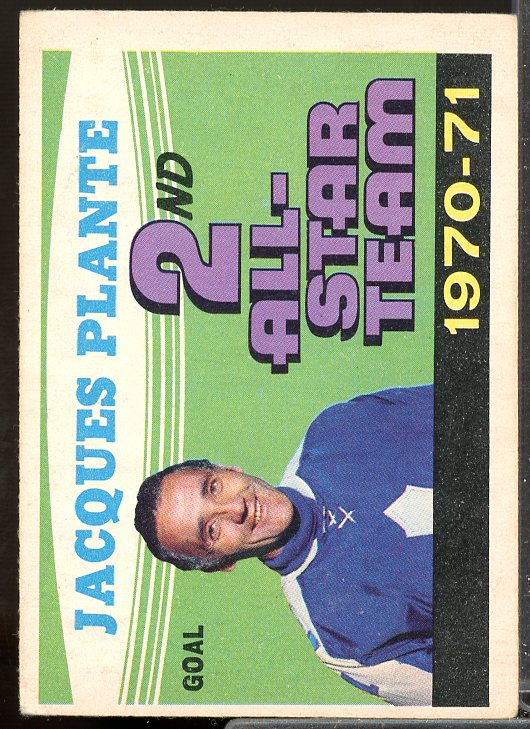 JACQUES PLANTE
GOAL
2ND
ALL-
STAR
TEAM
1970-71